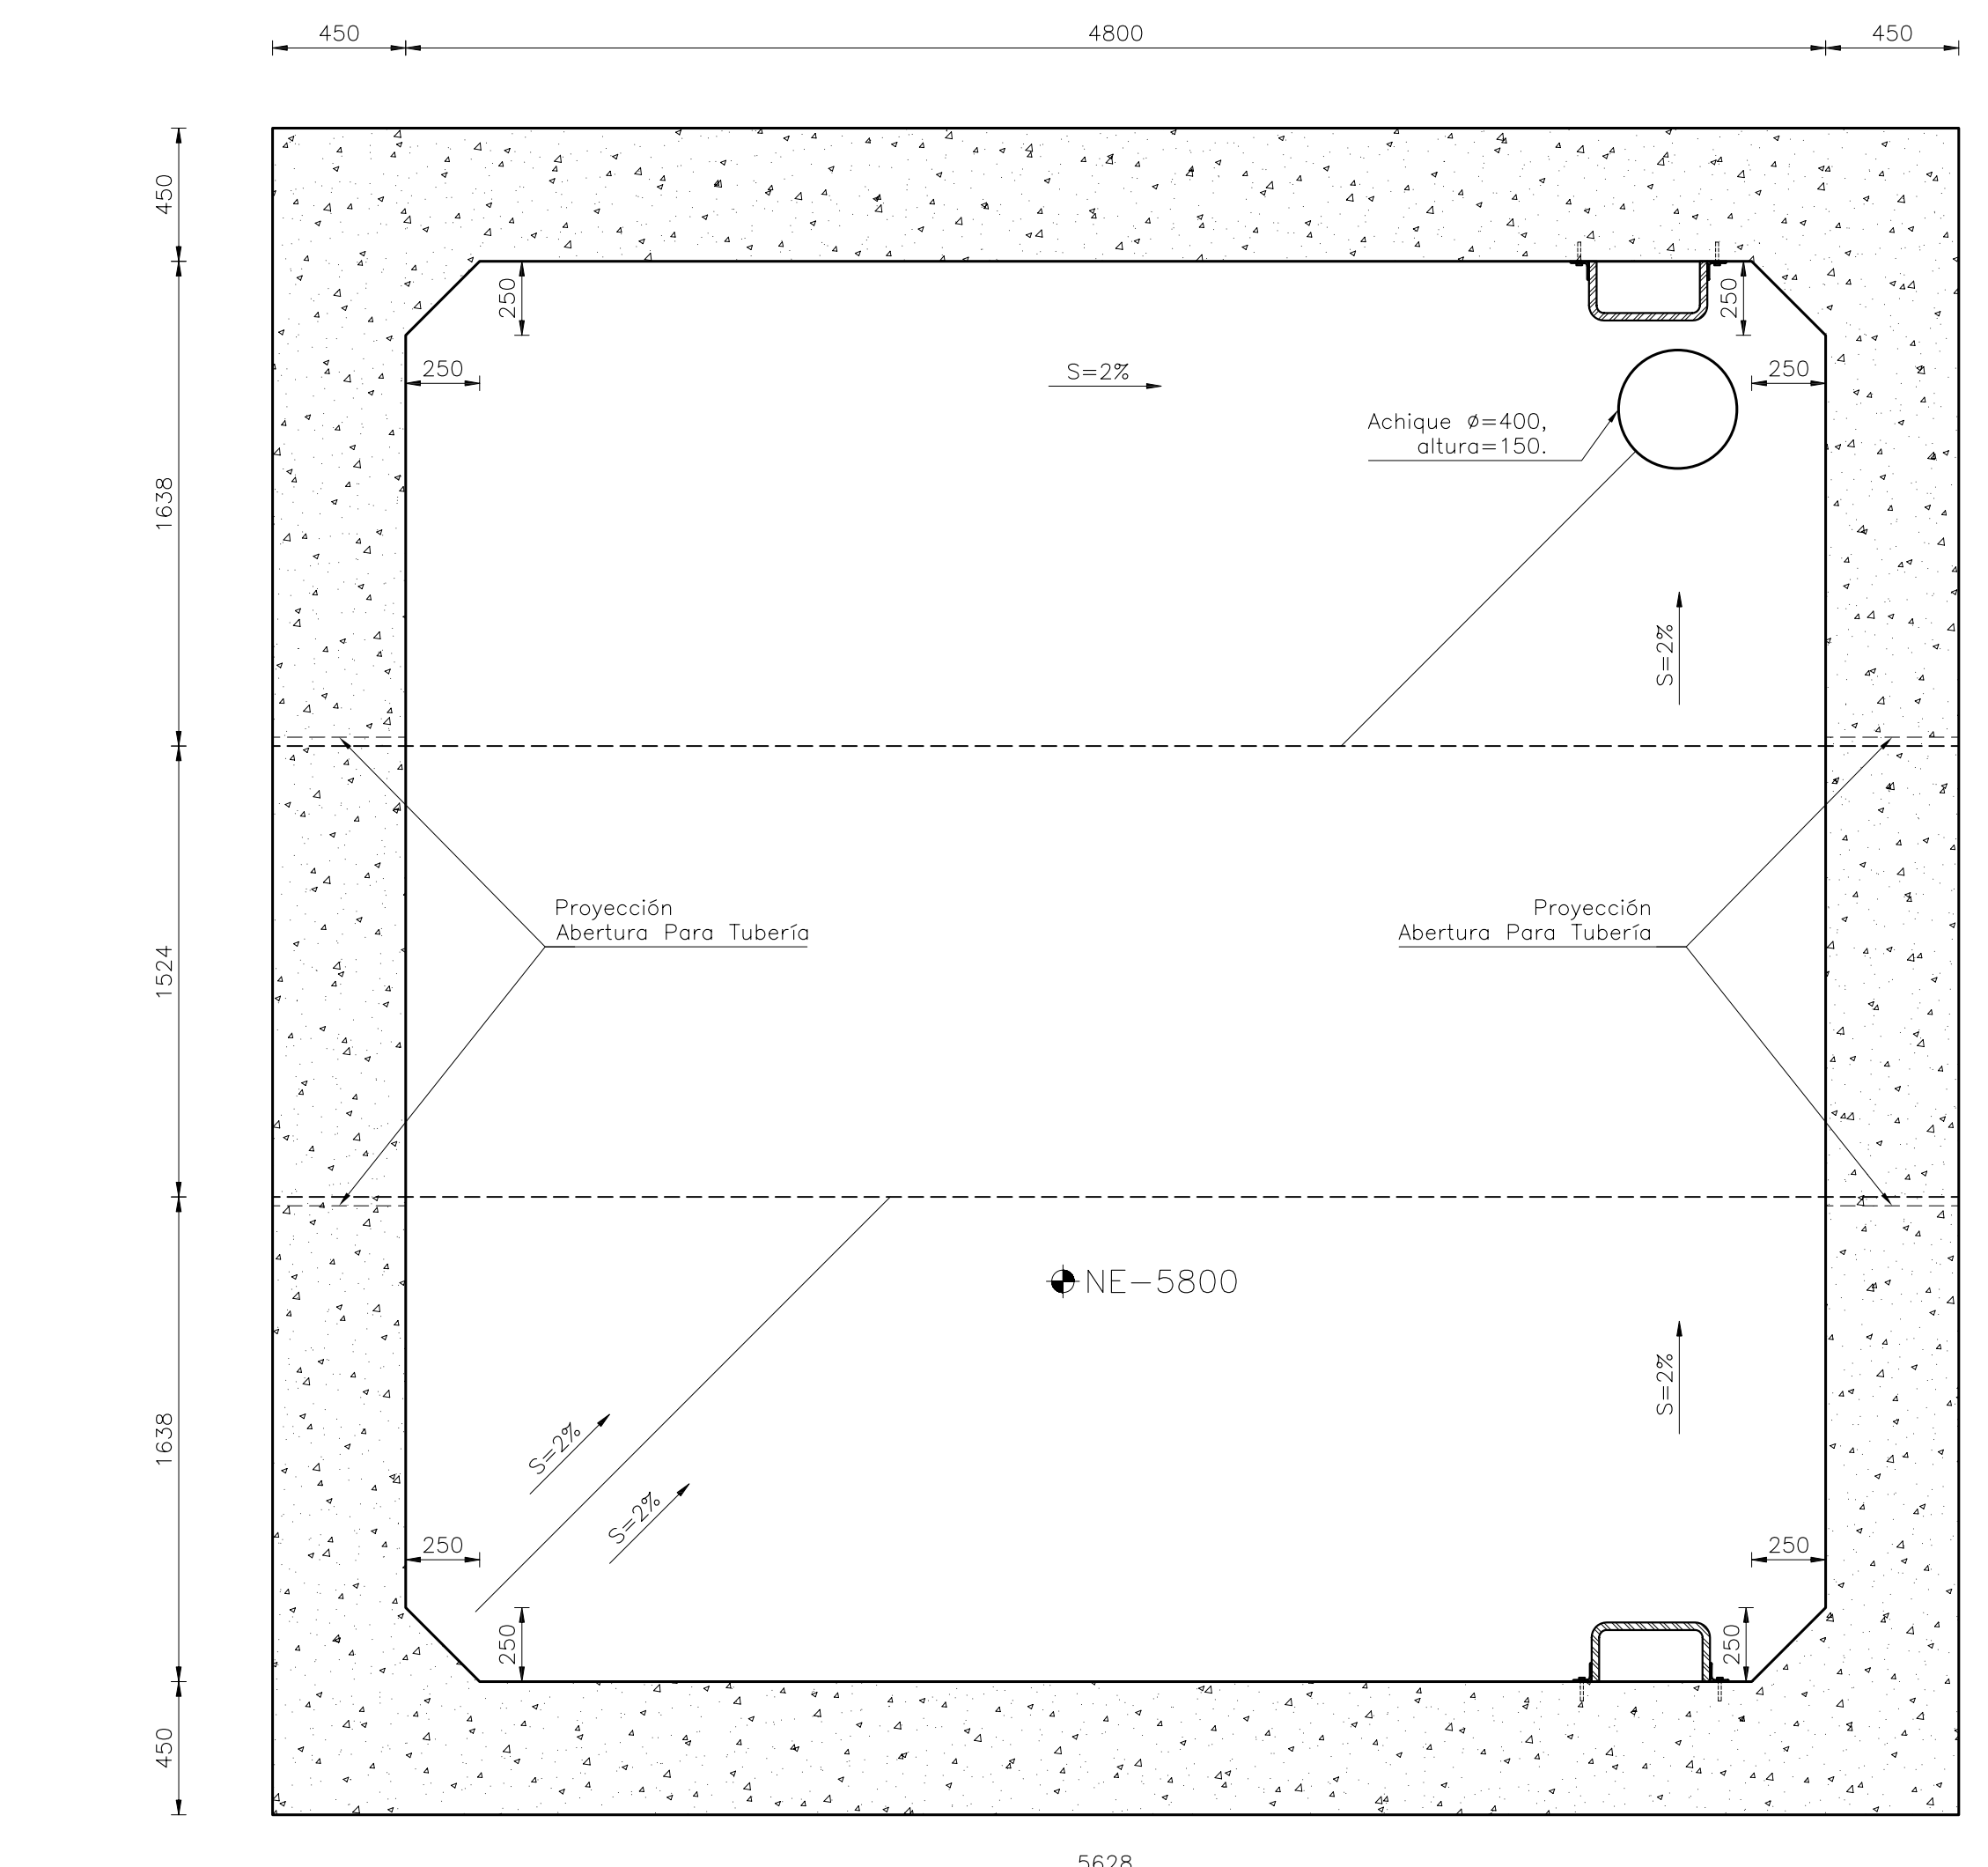 450
4800
450
450
250
250
250
S=2%
250
Achique ø=400,
altura=150.
1638
S=2%
Proyección
Abertura Para Tubería
Proyección
Abertura Para Tubería
1524
NE-5800
S=2%
1638
S=2%
S=2%
250
250
250
250
450
5628